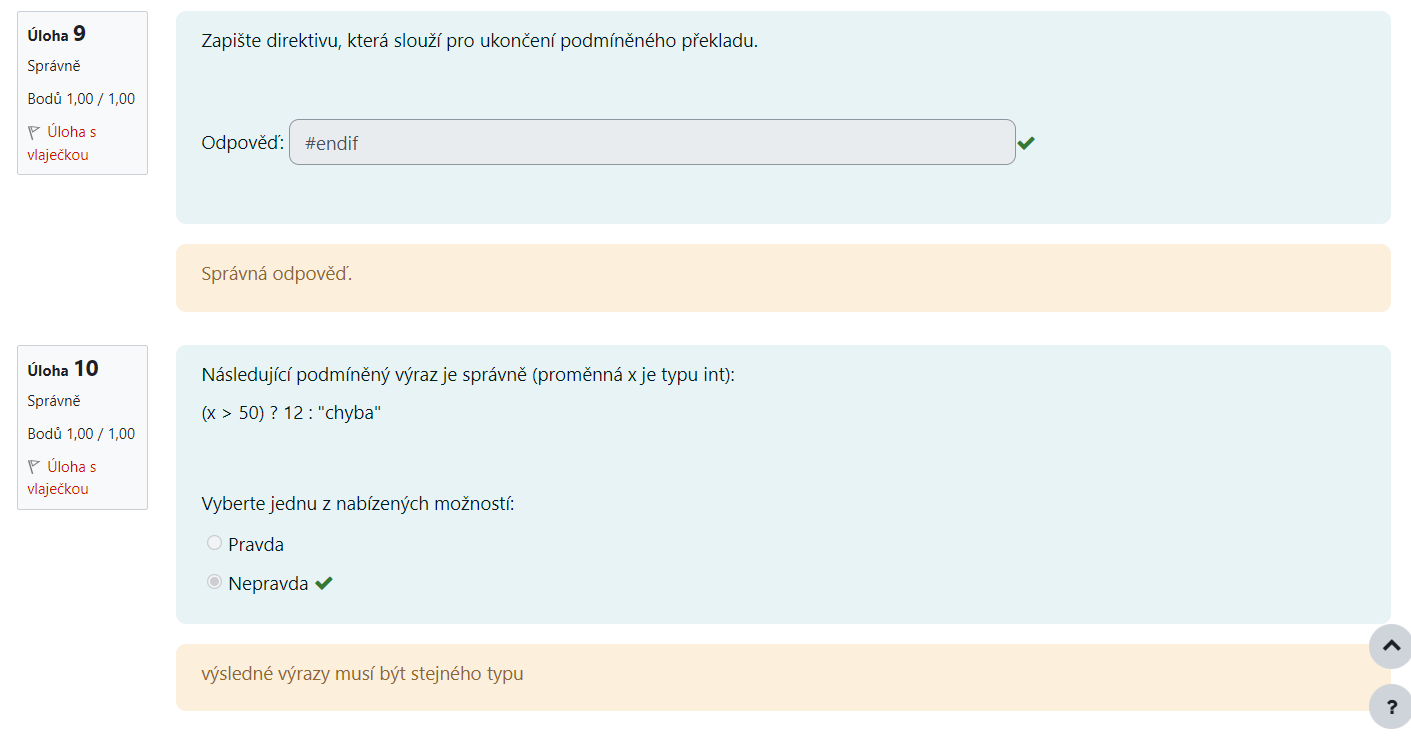 Úloha 9
Správně
Bodů 1,00 / 1,00
Úloha s
vlaječkou
Zapište direktivu, která slouží pro ukončení podmíněného překladu.
Odpověď: #endif
Správná odpověď.
Úloha 10
Správně
Bodů 1,00 / 1,00
Úloha s
vlaječkou
Následující podmíněný výraz je správně (proměnná x je typu int):
(x > 50) ? 12 : "chyba"
Vyberte jednu z nabízených možností:
Pravda
Nepravda
výsledné výrazy musí být stejného typu
?